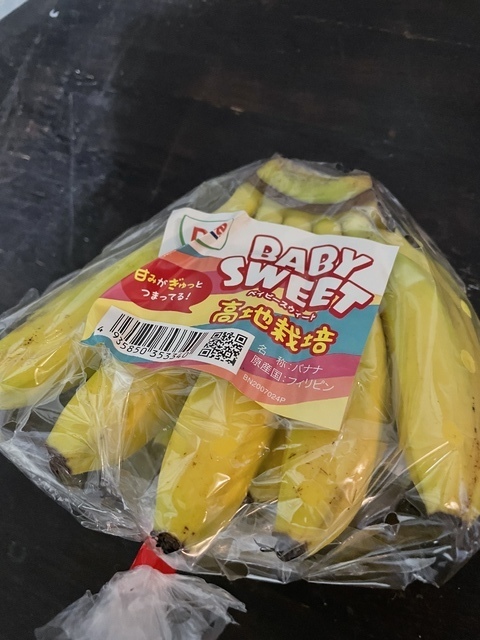 Dole
BABY
SWEET
ベイビースウィート
甘みがぎゅっと
つまってる!
高地栽培
名 称:バナナ
原産国:フィリピン
BN2007024P